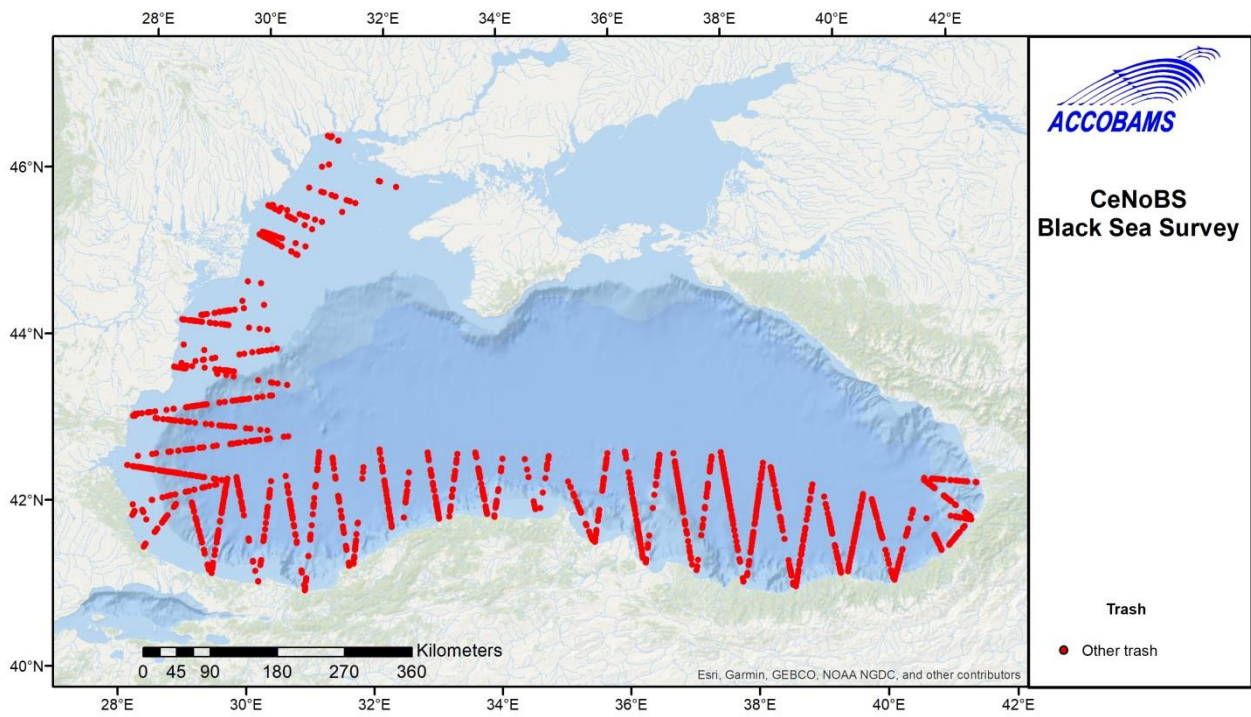 28°E 30°E 32°E 34°E 36°E 38°E 40°E 42°E
ACCOBAMS
CeNoBS
Black Sea Survey
46°N
44°N
42°N
40°N
Trash
Other trash
Kilometers
0 45 90 180 270 360
Esri, Garmin, GEBCO, NOAA NGDC, and other contributors
28°E 30°E 32°E 34°E 36°E 38°E 40°E 42°E